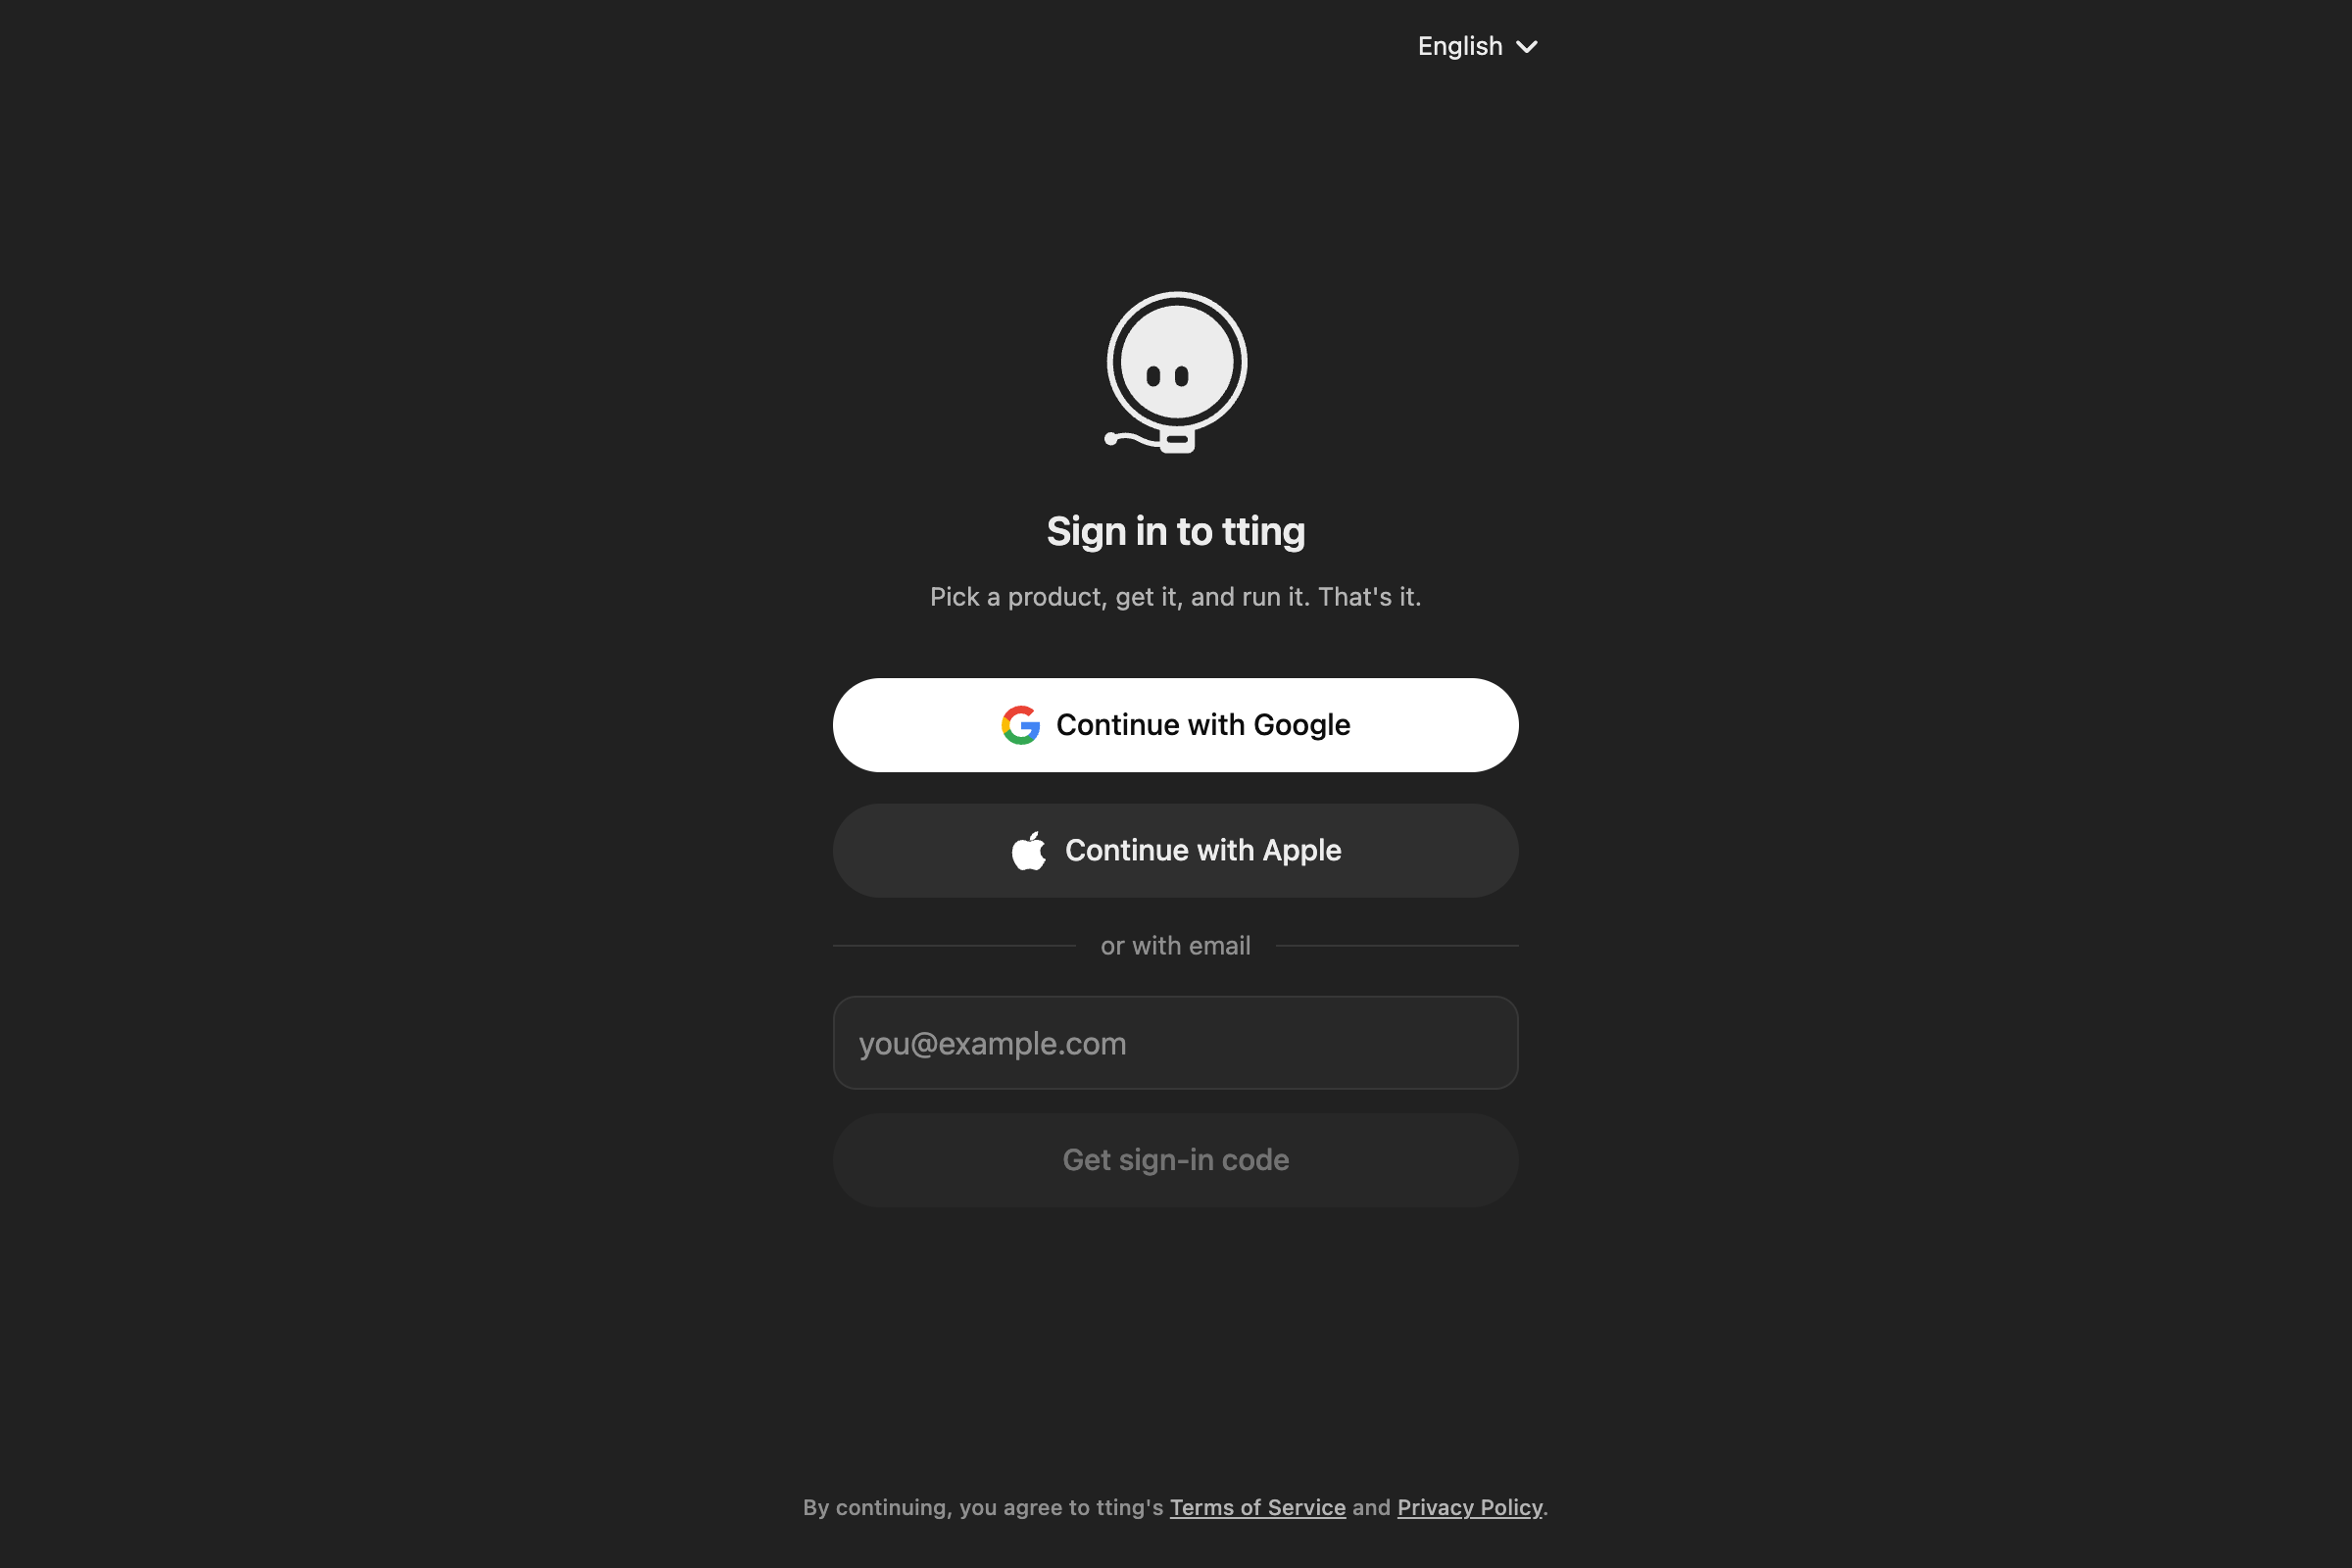 English
Sign in to tting
Pick a product, get it, and run it. That's it.
Continue with Google
Continue with Apple
or with email
you@example.com
Get sign-in code
By continuing, you agree to tting's Terms of Service and Privacy Policy.